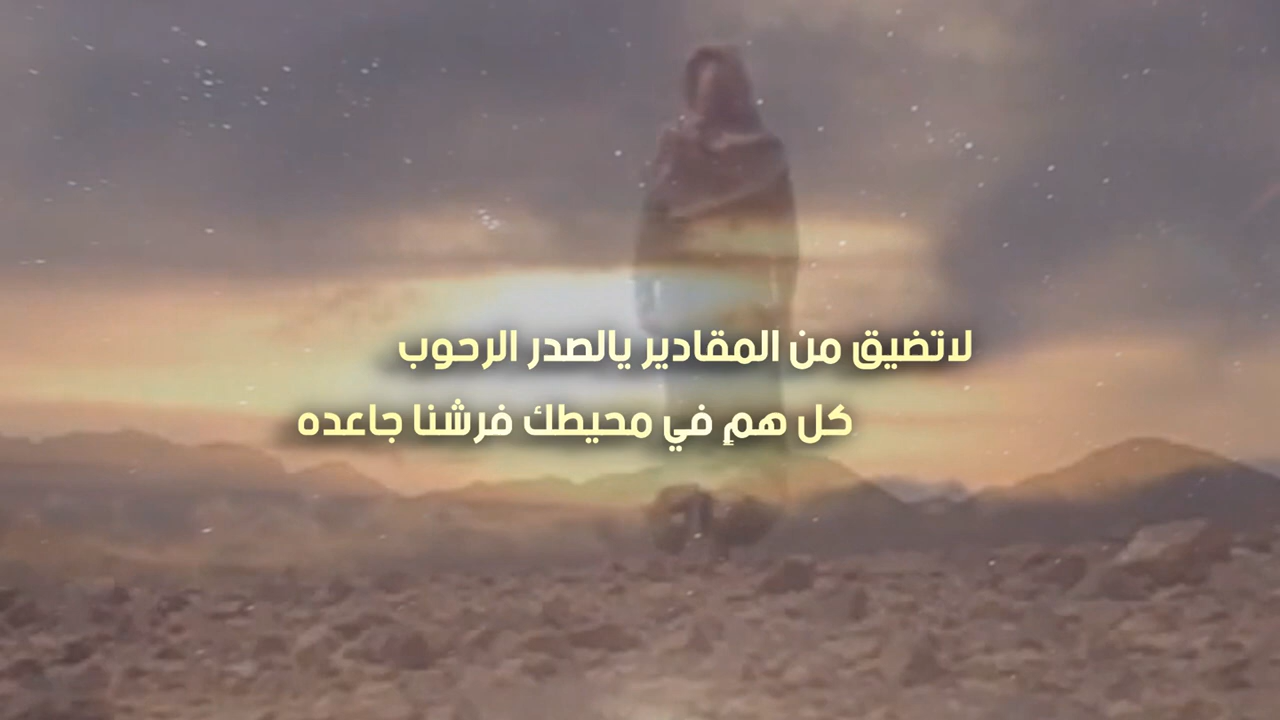 لاتضيق من المقادير يالصدر الرحوب
كل همٍ في محيطك فرشنا جاعده